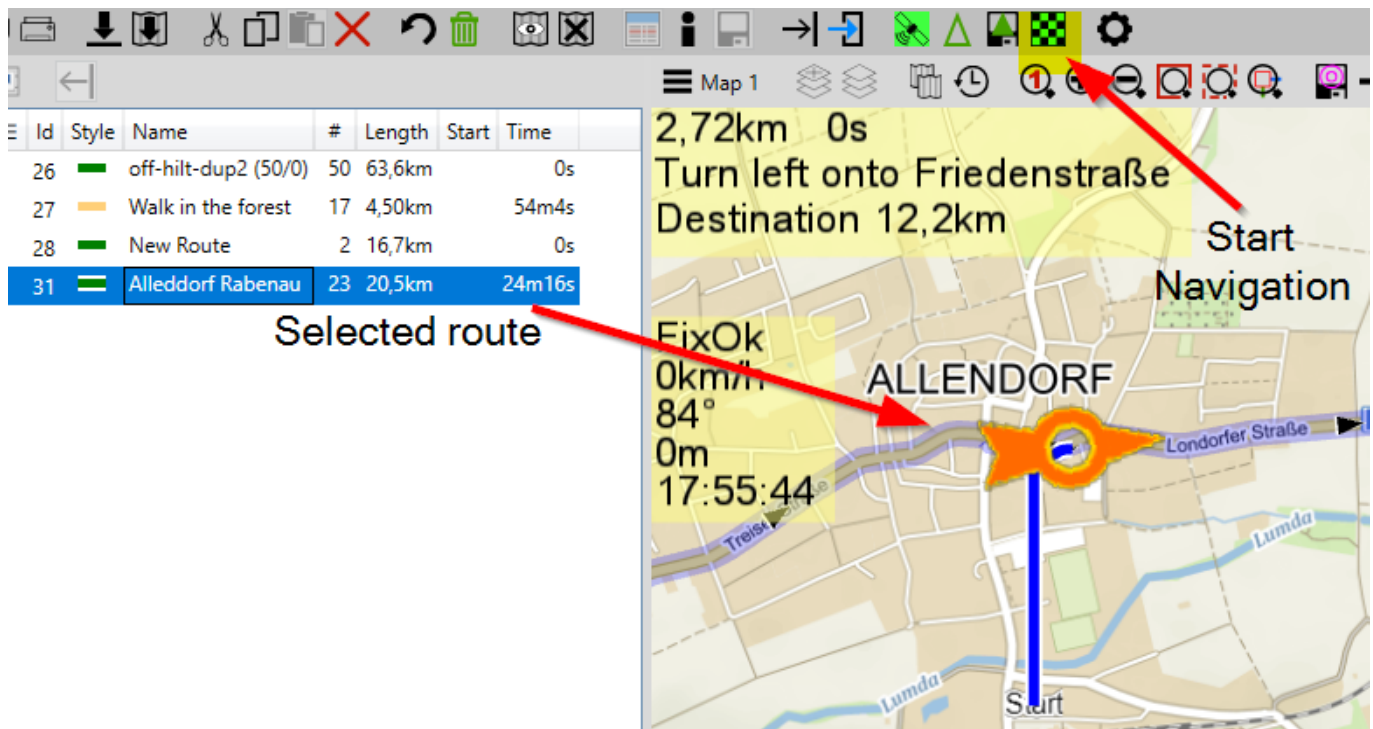 Map 1
Id Style Name # Length Start Time
26 off-hilt-dup2 (50/0) 50 63,6km 0s
27 Walk in the forest 17 4,50km 54m4s
28 New Route 2 16,7km 0s
31 Alleddorf Rabenau 23 20,5km 24m16s
Selected route
2,72km 0s
Turn left onto Friedenstraße
Destination 12,2km
Start
Navigation
FixOk
0km/h
84°
0m
17:55:44
ALLENDORF
Londorfer Straße
Lumda
Lumda
Start
1